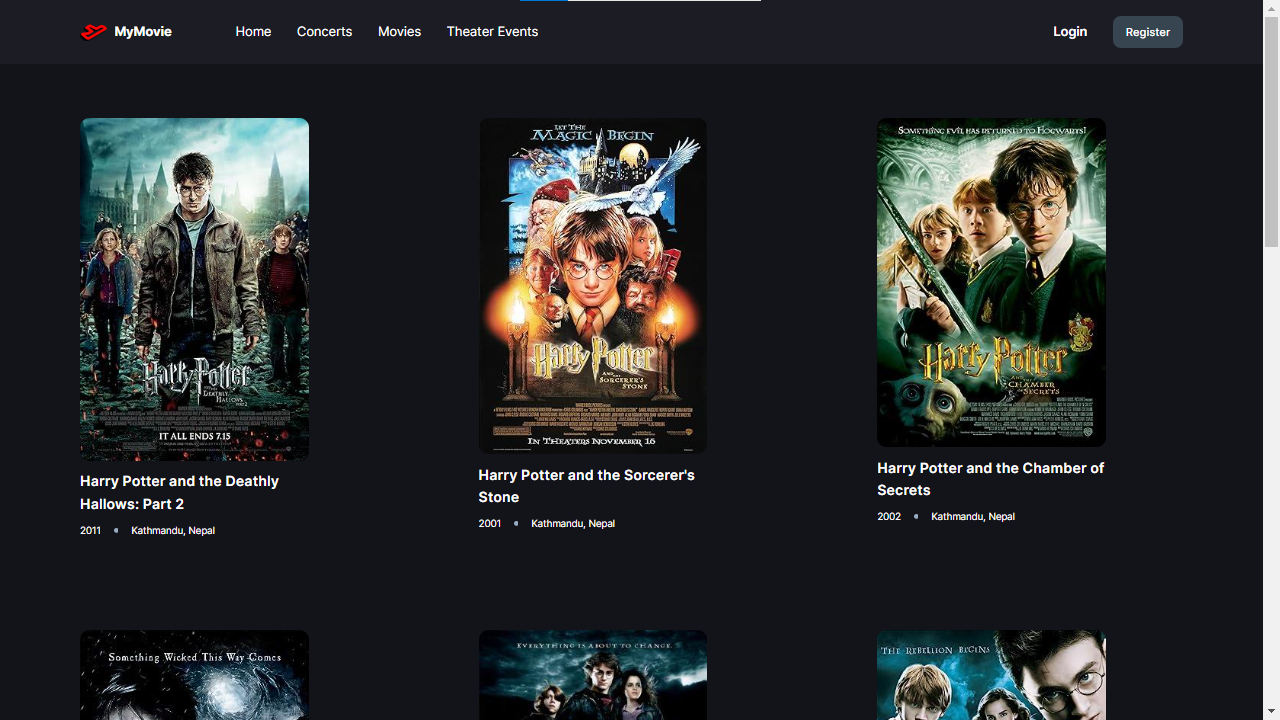 MyMovie
Home
Concerts
Movies
Theater Events
Login
Register
Harry Potter
AND THE
DEATHLY
HALLOWS
IT ALL ENDS 7.15
Harry Potter and the Deathly
Hallows: Part 2
2011
Kathmandu, Nepal
LET THE
MAGIC BEGIN
Harry Potter
AND THE
SORCERER'S
STONE
IN THEATERS NOVEMBER 16
Harry Potter and the Sorcerer's
Stone
2001
Kathmandu, Nepal
SOMETHING EVIL HAS RETURNED TO HOGWARTS!
Harry Potter
AND THE
CHAMBER
OF SECRETS
Harry Potter and the Chamber of
Secrets
2002
Kathmandu, Nepal
Something Wicked This Way Comes
EVERYTHING IS ABOUT TO CHANGE.
THE REBELLION BEGINS